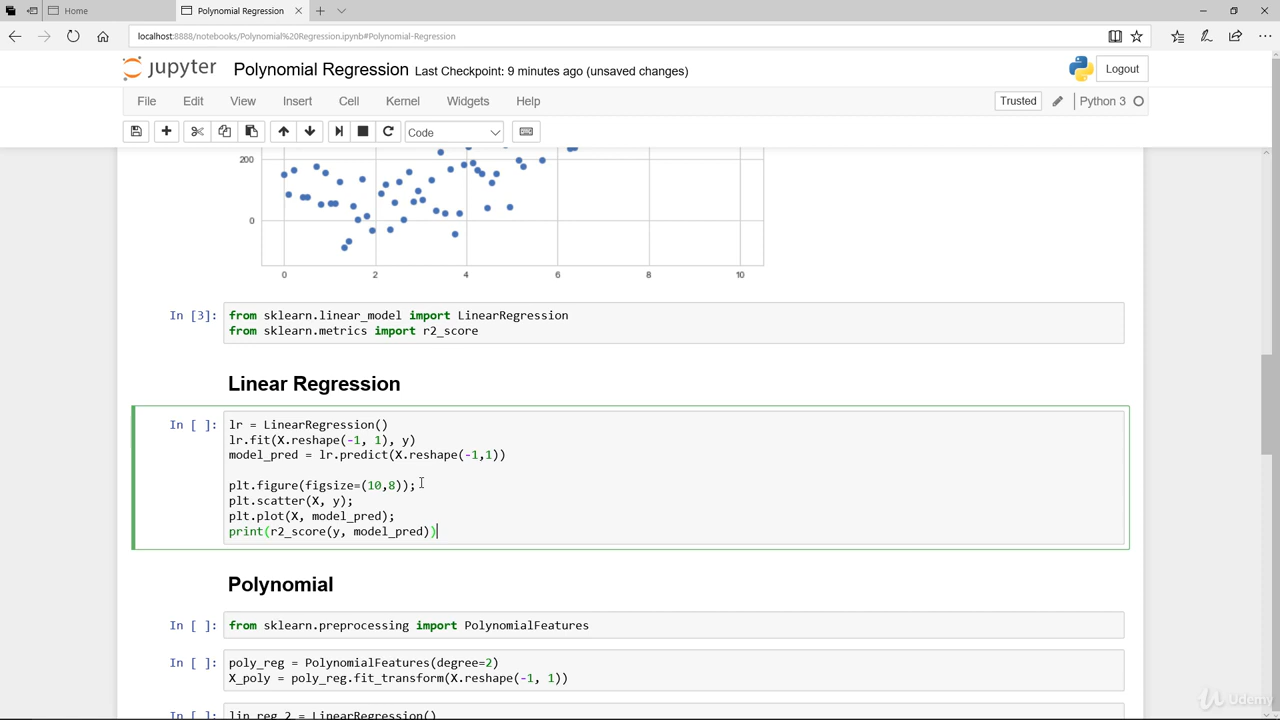 Home
Polynomial Regression
localhost:8888/notebooks/Polynomial%20Regression.ipynb#Polynomial-Regression
jupyter Polynomial Regression Last Checkpoint: 9 minutes ago (unsaved changes)
Logout
File Edit View Insert Cell Kernel Widgets Help
Trusted Python 3
Code
200
0
0 2 4 6 8 10
In [3]: from sklearn.linear_model import LinearRegression
from sklearn.metrics import r2_score
Linear Regression
In [ ]: lr = LinearRegression()
lr.fit(X.reshape(-1, 1), y)
model_pred = lr.predict(X.reshape(-1,1))
plt.figure(figsize=(10,8));
plt.scatter(X, y);
plt.plot(X, model_pred);
print(r2_score(y, model_pred))
Polynomial
In [ ]: from sklearn.preprocessing import PolynomialFeatures
In [ ]: poly_reg = PolynomialFeatures(degree=2)
X_poly = poly_reg.fit_transform(X.reshape(-1, 1))
In [ ]: lin_reg_2 = LinearRegression()
Udemy